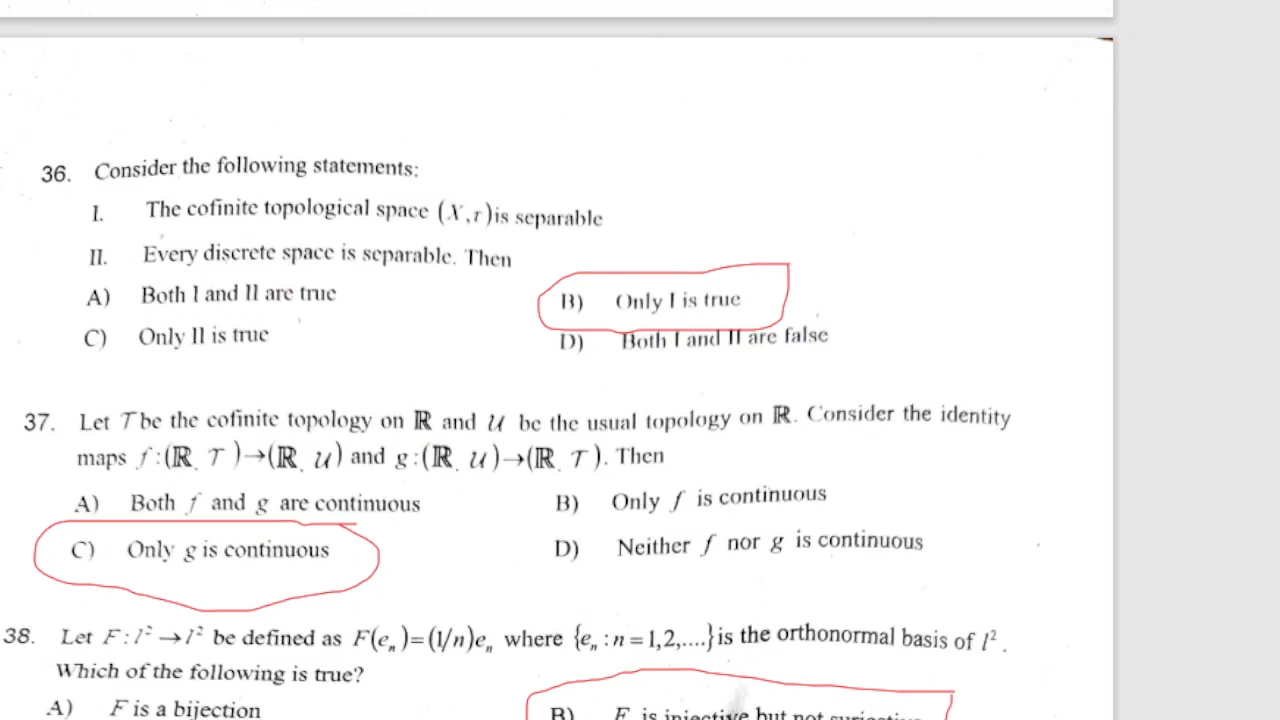 36. Consider the following statements:
I. The cofinite topological space (X,τ) is separable
II. Every discrete space is separable. Then
A) Both I and II are true B) Only I is true
C) Only II is true D) Both I and II are false
37. Let T be the cofinite topology on ℝ and U be the usual topology on ℝ. Consider the identity
maps f:(ℝ, T)→(ℝ, U) and g:(ℝ, U)→(ℝ, T). Then
A) Both f and g are continuous B) Only f is continuous
C) Only g is continuous D) Neither f nor g is continuous
38. Let F:l²→l² be defined as F(eₙ)=(1/n)eₙ where {eₙ:n=1,2,....} is the orthonormal basis of l².
Which of the following is true?
A) F is a bijection B) F is injective but not surjective